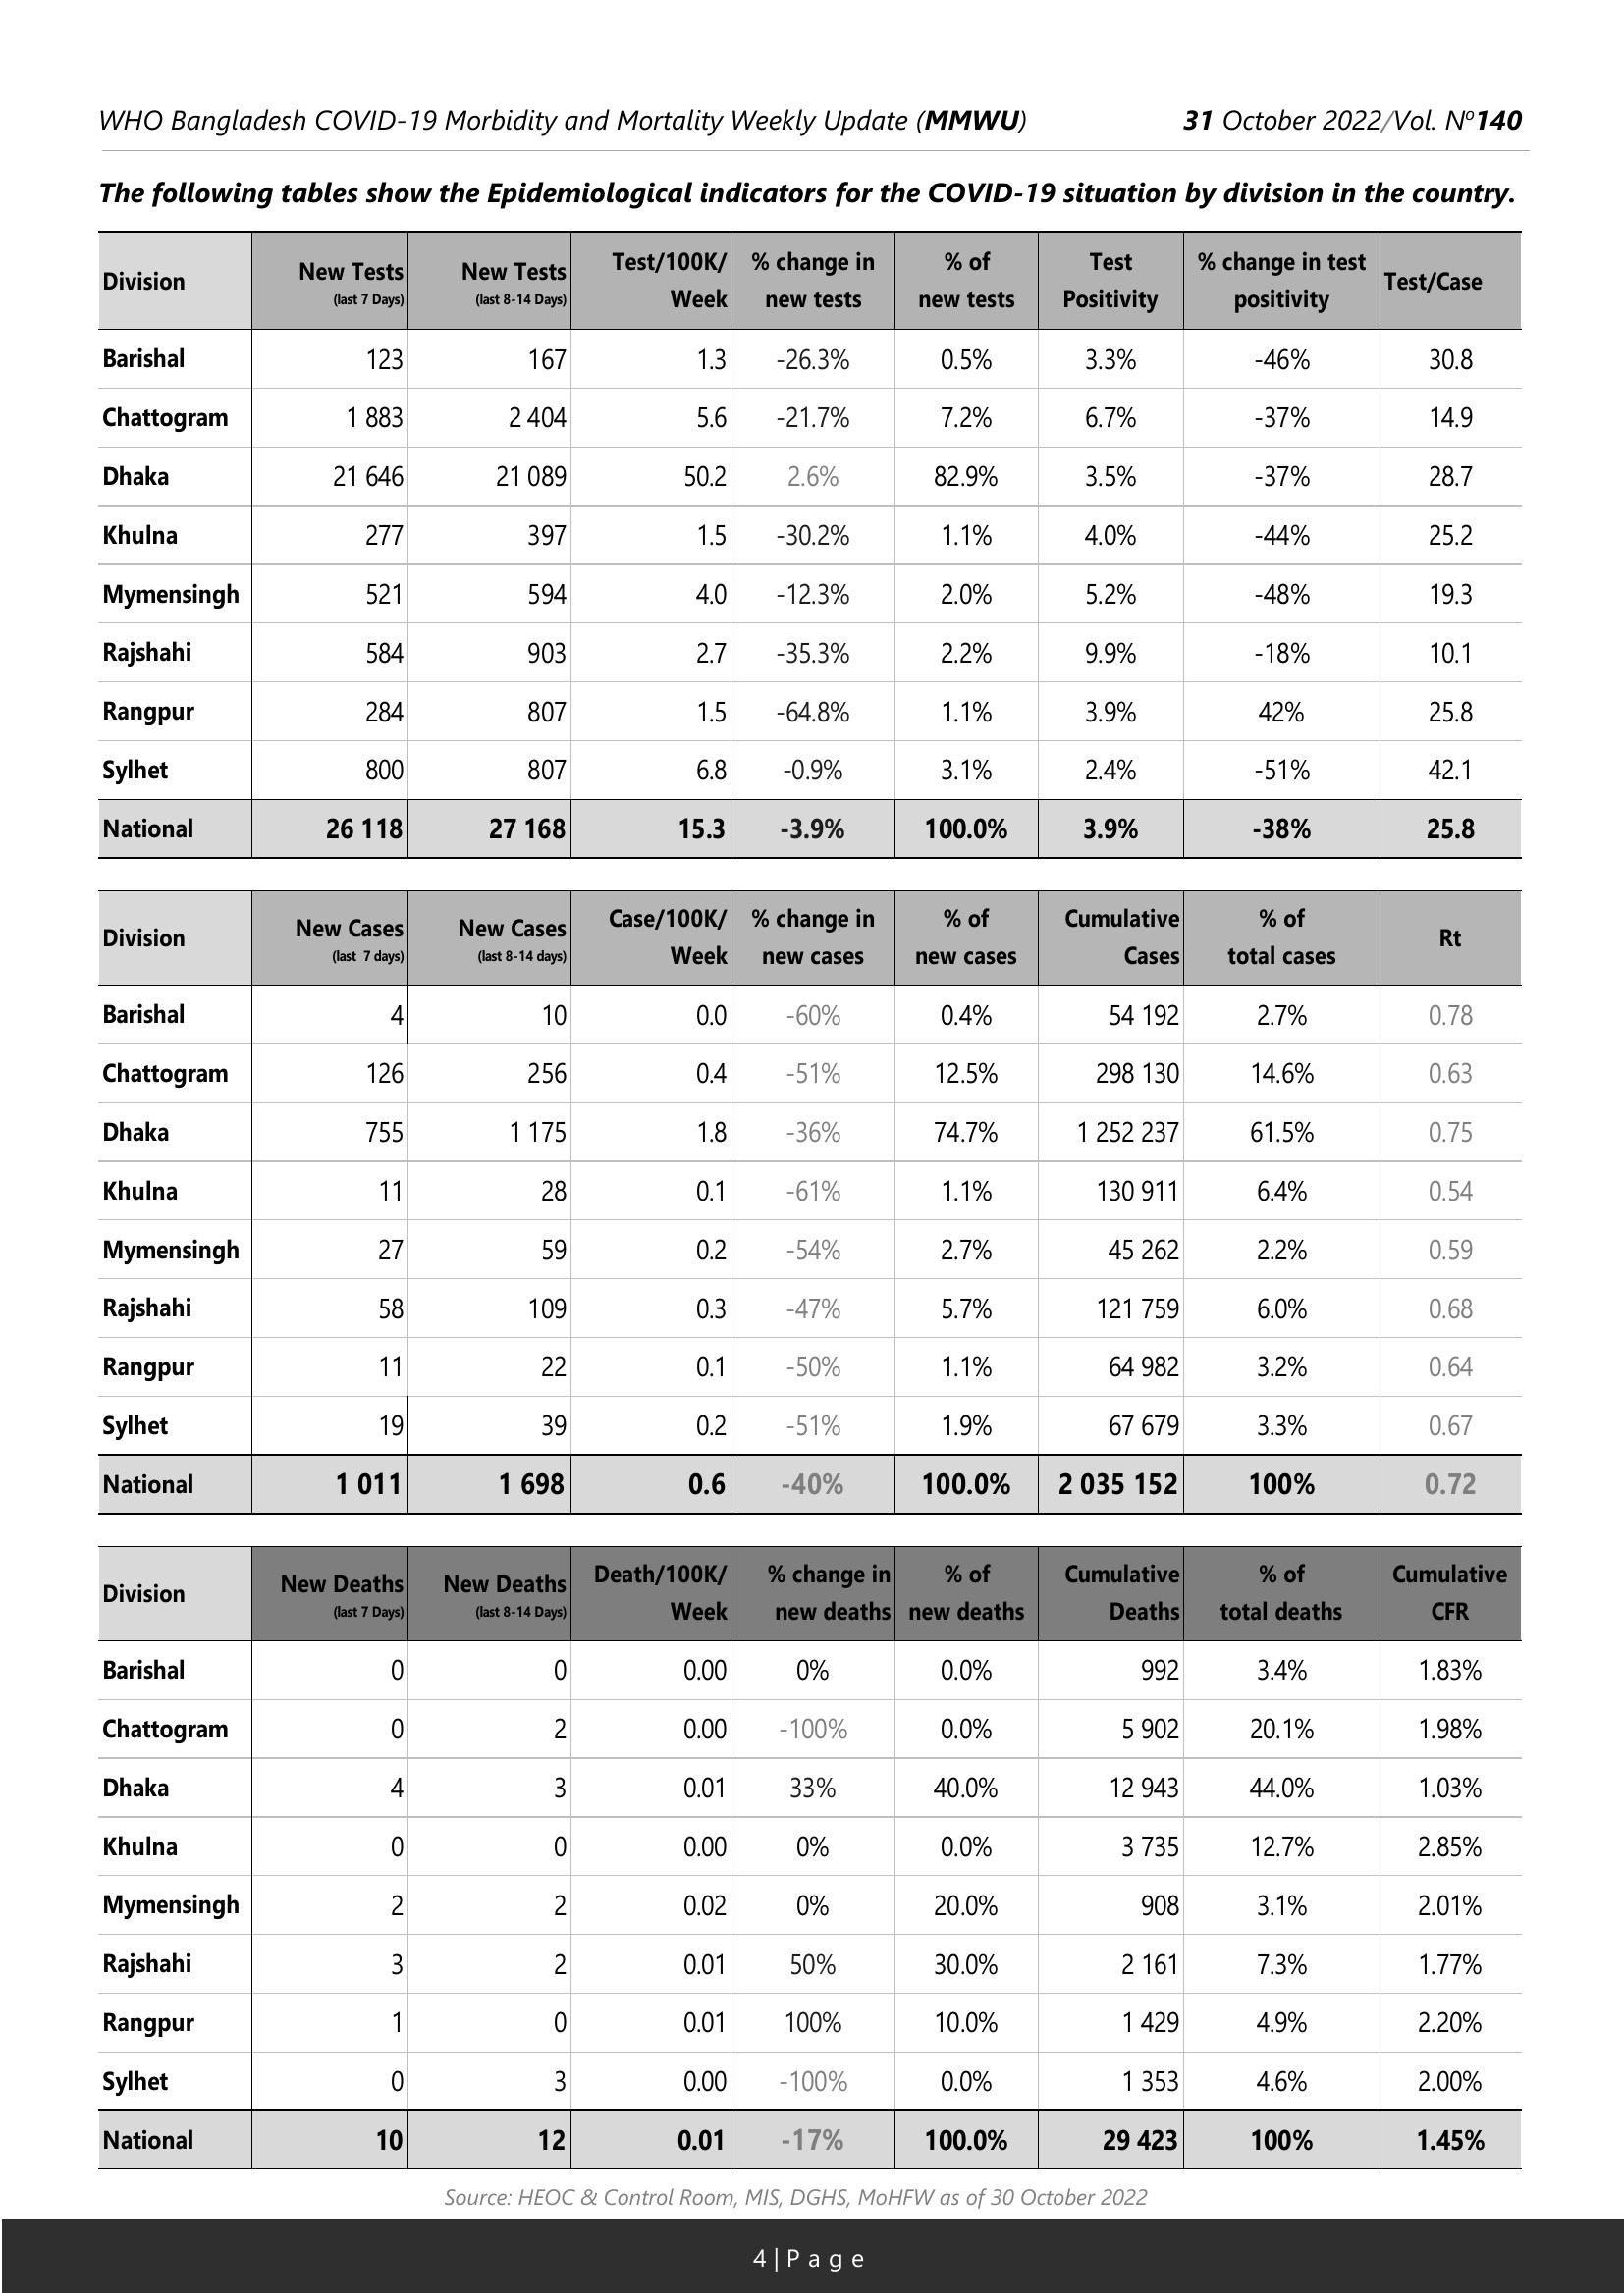 WHO Bangladesh COVID-19 Morbidity and Mortality Weekly Update (MMWU) 31 October 2022/Vol. Nº140
The following tables show the Epidemiological indicators for the COVID-19 situation by division in the country.
Division New Tests (last 7 Days) New Tests (last 8-14 Days) Test/100K/ Week % change in new tests % of new tests Test Positivity % change in test positivity Test/Case
Barishal 123 167 1.3 -26.3% 0.5% 3.3% -46% 30.8
Chattogram 1 883 2 404 5.6 -21.7% 7.2% 6.7% -37% 14.9
Dhaka 21 646 21 089 50.2 2.6% 82.9% 3.5% -37% 28.7
Khulna 277 397 1.5 -30.2% 1.1% 4.0% -44% 25.2
Mymensingh 521 594 4.0 -12.3% 2.0% 5.2% -48% 19.3
Rajshahi 584 903 2.7 -35.3% 2.2% 9.9% -18% 10.1
Rangpur 284 807 1.5 -64.8% 1.1% 3.9% 42% 25.8
Sylhet 800 807 6.8 -0.9% 3.1% 2.4% -51% 42.1
National 26 118 27 168 15.3 -3.9% 100.0% 3.9% -38% 25.8
Division New Cases (last 7 days) New Cases (last 8-14 days) Case/100K/ Week % change in new cases % of new cases Cumulative Cases % of total cases Rt
Barishal 4 10 0.0 -60% 0.4% 54 192 2.7% 0.78
Chattogram 126 256 0.4 -51% 12.5% 298 130 14.6% 0.63
Dhaka 755 1 175 1.8 -36% 74.7% 1 252 237 61.5% 0.75
Khulna 11 28 0.1 -61% 1.1% 130 911 6.4% 0.54
Mymensingh 27 59 0.2 -54% 2.7% 45 262 2.2% 0.59
Rajshahi 58 109 0.3 -47% 5.7% 121 759 6.0% 0.68
Rangpur 11 22 0.1 -50% 1.1% 64 982 3.2% 0.64
Sylhet 19 39 0.2 -51% 1.9% 67 679 3.3% 0.67
National 1 011 1 698 0.6 -40% 100.0% 2 035 152 100% 0.72
Division New Deaths (last 7 Days) New Deaths (last 8-14 Days) Death/100K/ Week % change in new deaths % of new deaths Cumulative Deaths % of total deaths Cumulative CFR
Barishal 0 0 0.00 0% 0.0% 992 3.4% 1.83%
Chattogram 0 2 0.00 -100% 0.0% 5 902 20.1% 1.98%
Dhaka 4 3 0.01 33% 40.0% 12 943 44.0% 1.03%
Khulna 0 0 0.00 0% 0.0% 3 735 12.7% 2.85%
Mymensingh 2 2 0.02 0% 20.0% 908 3.1% 2.01%
Rajshahi 3 2 0.01 50% 30.0% 2 161 7.3% 1.77%
Rangpur 1 0 0.01 100% 10.0% 1 429 4.9% 2.20%
Sylhet 0 3 0.00 -100% 0.0% 1 353 4.6% 2.00%
National 10 12 0.01 -17% 100.0% 29 423 100% 1.45%
Source: HEOC & Control Room, MIS, DGHS, MoHFW as of 30 October 2022
4 | P a g e